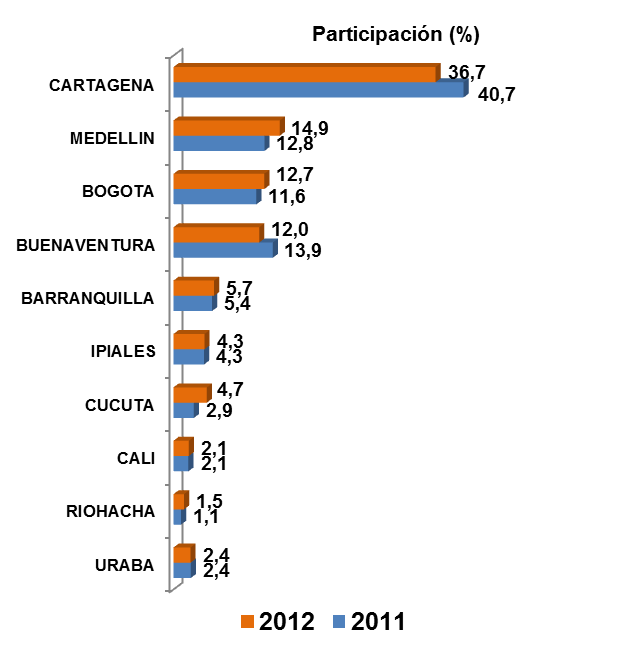 Participación (%)
CARTAGENA
36,7
40,7
MEDELLIN
14,9
12,8
BOGOTA
12,7
11,6
BUENAVENTURA
12,0
13,9
BARRANQUILLA
5,7
5,4
IPIALES
4,3
4,3
CUCUTA
4,7
2,9
CALI
2,1
2,1
RIOHACHA
1,5
1,1
URABA
2,4
2,4
2012 2011